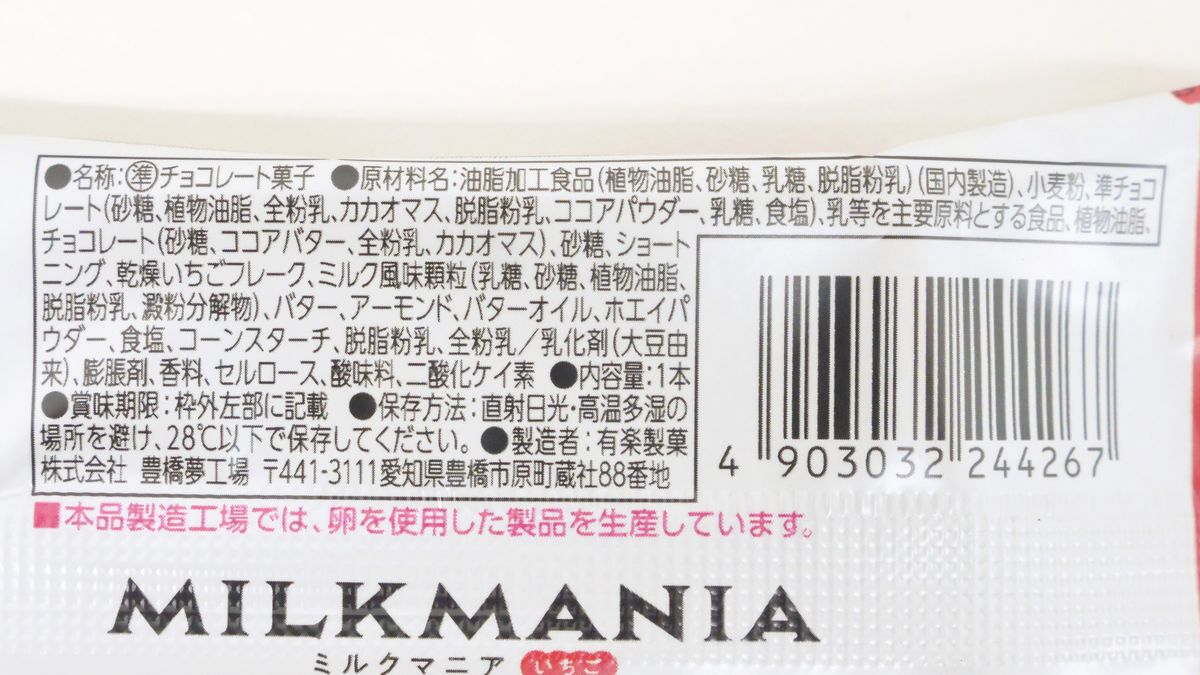 ●名称:㊜チョコレート菓子 ●原材料名:油脂加工食品(植物油脂、砂糖、乳糖、脱脂粉乳)(国内製造)、小麦粉、準チョコ
レート(砂糖、植物油脂、全粉乳、カカオマス、脱脂粉乳、ココアパウダー、乳糖、食塩)、乳等を主要原料とする食品、植物油脂、
チョコレート(砂糖、ココアバター、全粉乳、カカオマス)、砂糖、ショート
ニング、乾燥いちごフレーク、ミルク風味顆粒(乳糖、砂糖、植物油脂、
脱脂粉乳、澱粉分解物)、バター、アーモンド、バターオイル、ホエイパ
ウダー、食塩、コーンスターチ、脱脂粉乳、全粉乳/乳化剤(大豆由
来)、膨脹剤、香料、セルロース、酸味料、二酸化ケイ素 ●内容量:1本
●賞味期限:枠外左部に記載 ●保存方法:直射日光・高温多湿の
場所を避け、28℃以下で保存してください。●製造者:有楽製菓
株式会社 豊橋夢工場 〒441-3111愛知県豊橋市原町蔵社88番地
4 903032 244267
■本品製造工場では、卵を使用した製品を生産しています。
MILKMANIA
ミルクマニア いちご